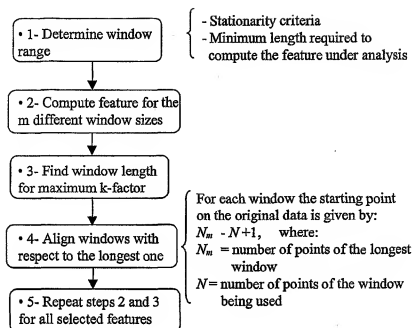 • 1- Determine window
range
- Stationarity criteria
- Minimum length required to
compute the feature under analysis
• 2- Compute feature for the
m different window sizes
• 3- Find window length
for maximum k-factor
• 4- Align windows with
respect to the longest one
For each window the starting point
on the original data is given by:
Nm - N+1, where:
Nm = number of points of the longest
window
N = number of points of the window
being used
• 5- Repeat steps 2 and 3
for all selected features